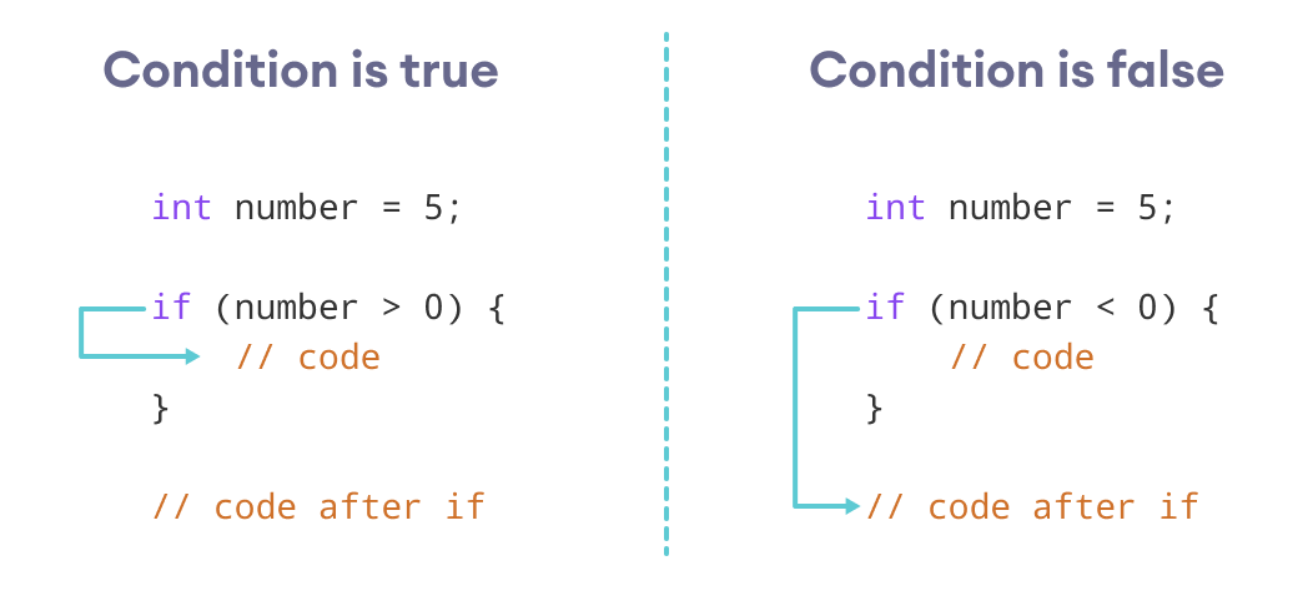 Condition is true
int number = 5;
if (number > 0) {
// code
}
// code after if
Condition is false
int number = 5;
if (number < 0) {
// code
}
// code after if